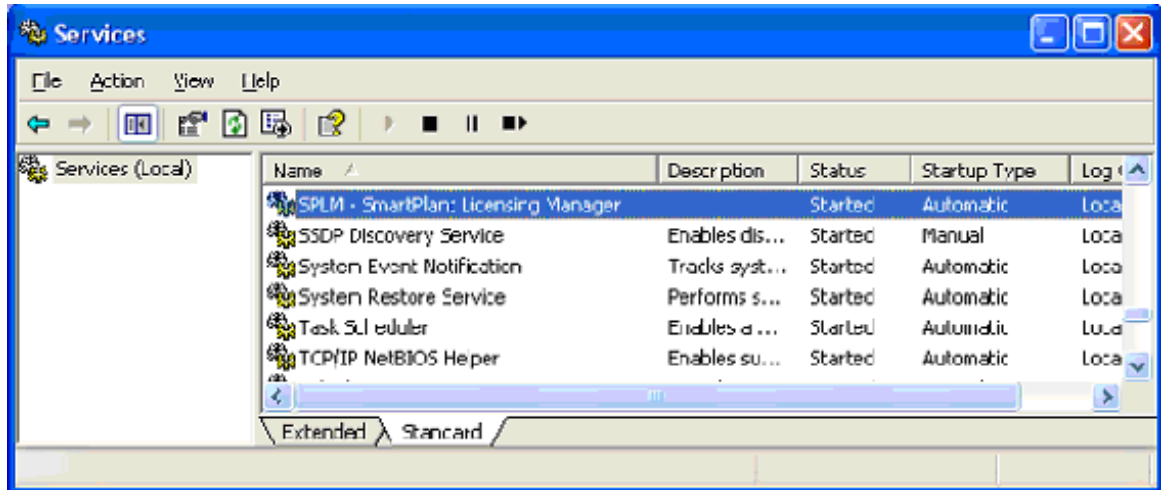 Services
File Action View Help
Services (Local)
Name Description Status Startup Type Log
SPLM - SmartPlant Licensing Manager Started Automatic Loca
SSDP Discovery Service Enables dis... Started Manual Loca
System Event Notification Tracks syst... Started Automatic Loca
System Restore Service Performs s... Started Automatic Loca
Task Scheduler Enables a ... Started Automatic Loca
TCP/IP NetBIOS Helper Enables su... Started Automatic Loca
Extended Standard